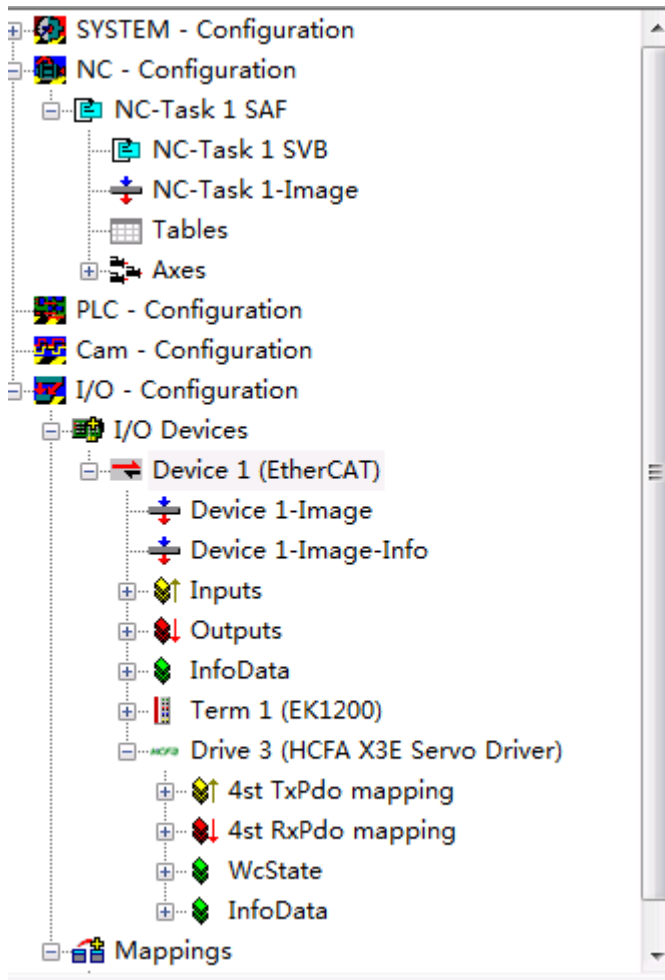 SYSTEM - Configuration
NC - Configuration
NC-Task 1 SAF
NC-Task 1 SVB
NC-Task 1-Image
Tables
Axes
PLC - Configuration
Cam - Configuration
I/O - Configuration
I/O Devices
Device 1 (EtherCAT)
Device 1-Image
Device 1-Image-Info
Inputs
Outputs
InfoData
Term 1 (EK1200)
HCFA Drive 3 (HCFA X3E Servo Driver)
4st TxPdo mapping
4st RxPdo mapping
WcState
InfoData
Mappings